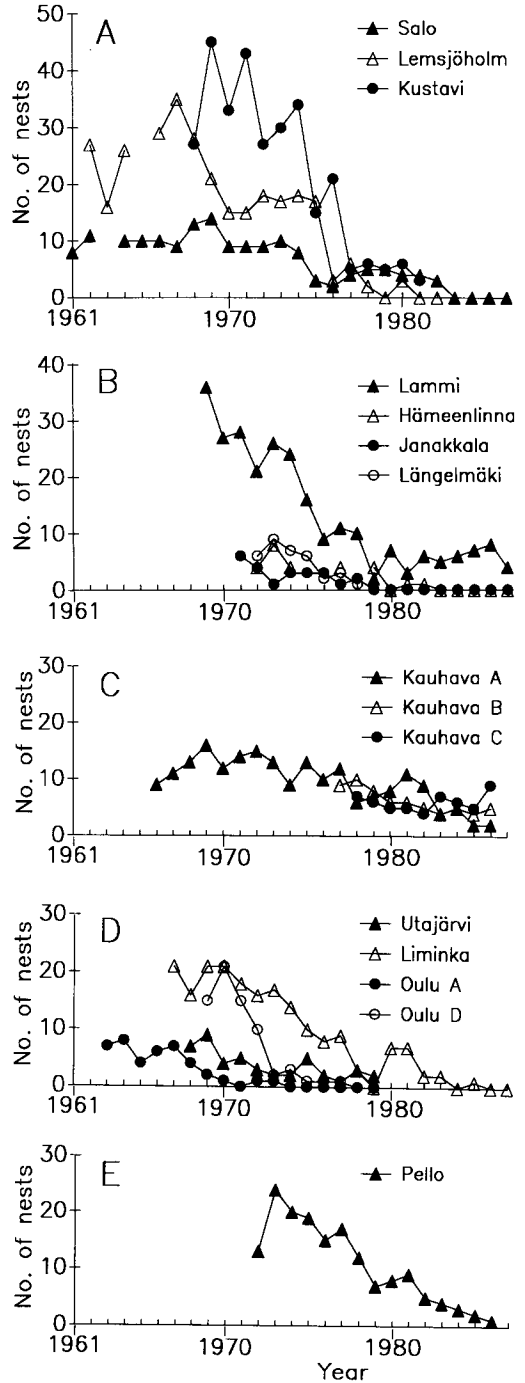 A
No. of nests
50
40
30
20
10
0
Salo
Lemsjöholm
Kustavi
1961 1970 1980
B
No. of nests
40
30
20
10
0
Lammi
Hämeenlinna
Janakkala
Längelmäki
1961 1970 1980
C
No. of nests
30
20
10
0
Kauhava A
Kauhava B
Kauhava C
1961 1970 1980
D
No. of nests
30
20
10
0
Utajärvi
Liminka
Oulu A
Oulu D
1961 1970 1980
E
No. of nests
30
20
10
0
Pello
1961 1970 1980
Year